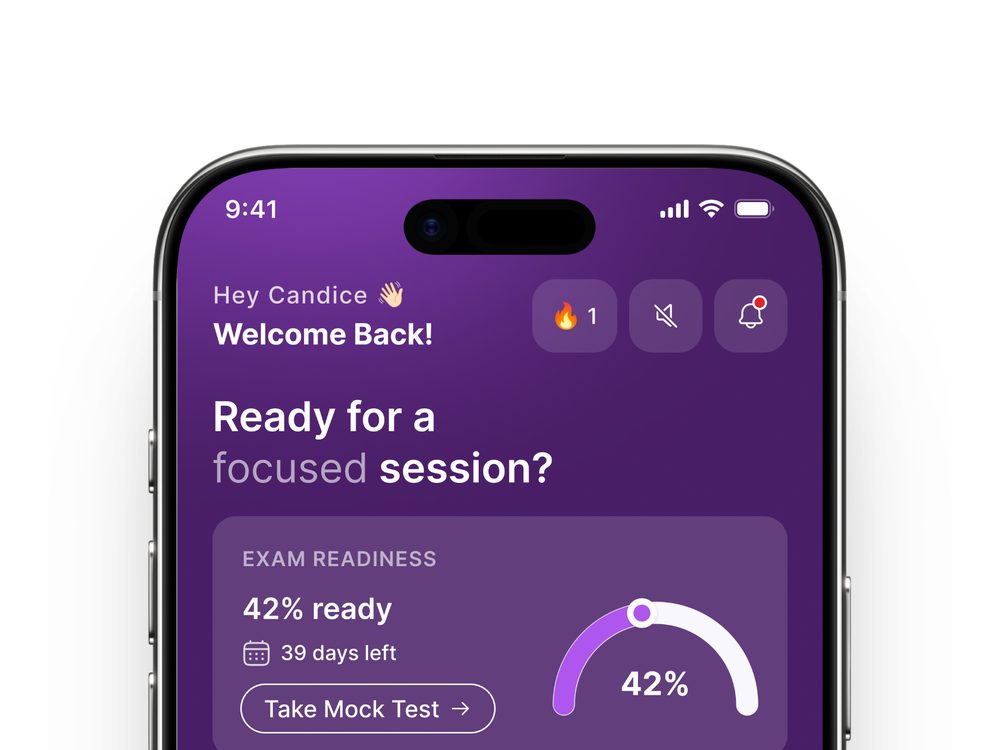 9:41
Hey Candice 👋🏻
Welcome Back!
🔥 1
Ready for a
focused session?
EXAM READINESS
42% ready
39 days left
Take Mock Test →
42%